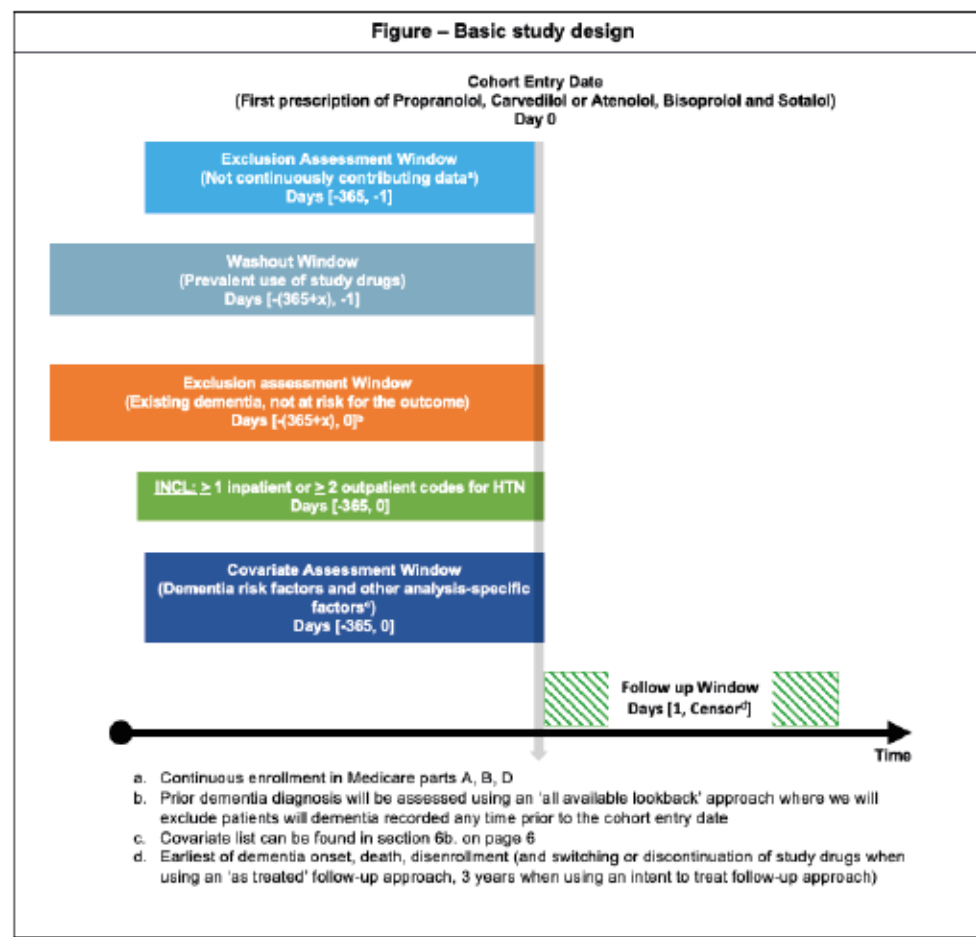 Figure – Basic study design
Cohort Entry Date
(First prescription of Propranolol, Carvedilol or Atenolol, Bisoprolol and Sotalol)
Day 0
Exclusion Assessment Window
(Not continuously contributing dataᵃ)
Days [-365, -1]
Washout Window
(Prevalent use of study drugs)
Days [-(365+x), -1]
Exclusion assessment Window
(Existing dementia, not at risk for the outcome)
Days [-(365+x), 0]ᵇ
INCL: ≥ 1 inpatient or ≥ 2 outpatient codes for HTN
Days [-365, 0]
Covariate Assessment Window
(Dementia risk factors and other analysis-specific
factorsᶜ)
Days [-365, 0]
Follow up Window
Days [1, Censorᵈ]
Time
a. Continuous enrollment in Medicare parts A, B, D
b. Prior dementia diagnosis will be assessed using an 'all available lookback' approach where we will
exclude patients will dementia recorded any time prior to the cohort entry date
c. Covariate list can be found in section 6b. on page 6
d. Earliest of dementia onset, death, disenrollment (and switching or discontinuation of study drugs when
using an 'as treated' follow-up approach, 3 years when using an intent to treat follow-up approach)